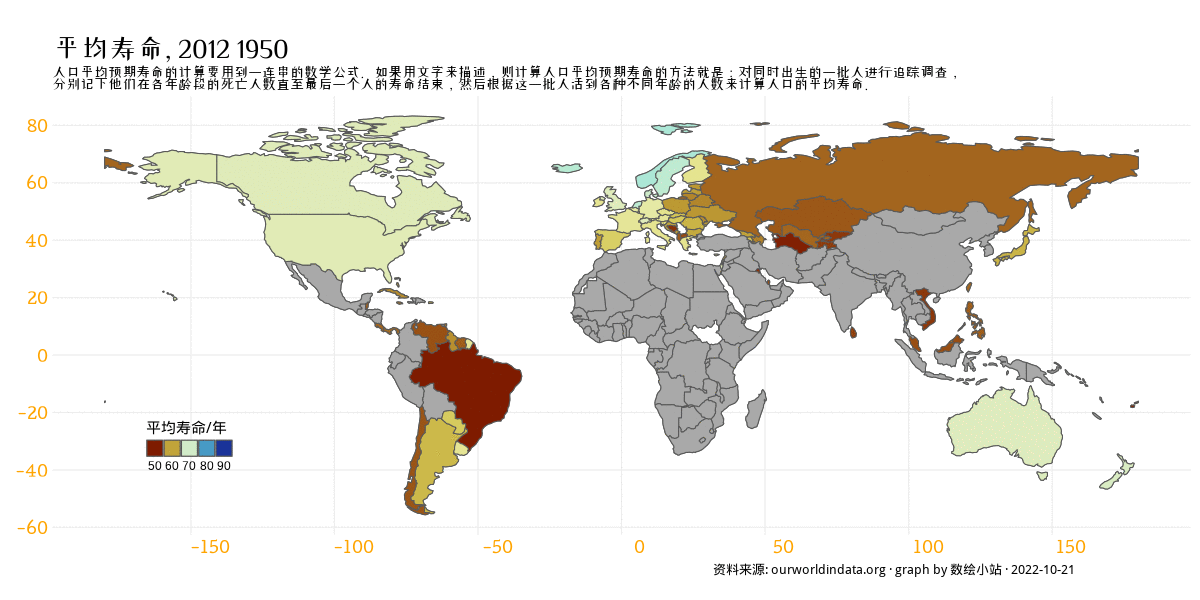 平均寿命, 2012 1950
人口平均预期寿命的计算要用到一连串的数学公式. 如果用文字来描述, 则计算人口平均预期寿命的方法就是：对同时出生的一批人进行追踪调查，
分别记下他们在各年龄段的死亡人数直至最后一个人的寿命结束，然后根据这一批人活到各种不同年龄的人数来计算人口的平均寿命.
80
60
40
20
0
-20
-40
-60
平均寿命/年
50 60 70 80 90
-150 -100 -50 0 50 100 150
资料来源: ourworldindata.org · graph by 数绘小站 · 2022-10-21